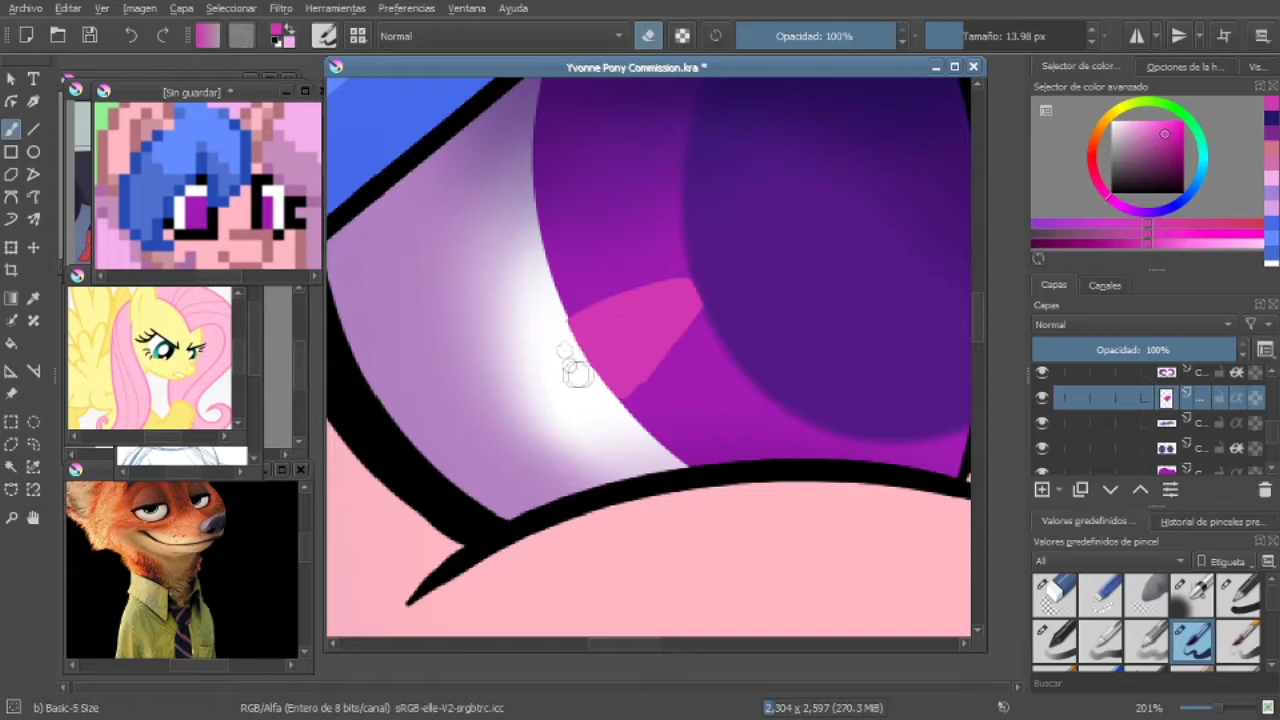 Archivo Editar Ver Imagen Capa Seleccionar Filtro Herramientas Preferencias Ventana Ayuda
Normal Opacidad: 100% Tamaño: 13.98 px
Yvonne Pony Commission.kra *
[Sin guardar] *
Selector de color... Opciones de la h... Vis...
Selector de color avanzado
Capas Canales
Capas
Normal
Opacidad: 100%
C...
...
C...
C...
Valores predefinidos ... Historial de pinceles pre...
Valores predefinidos de pincel
All Etiqueta
Buscar
b) Basic-5 Size RGB/Alfa (Entero de 8 bits/canal) sRGB-elle-V2-srgbtrc.icc 2,304 x 2,597 (270.3 MiB) 201%